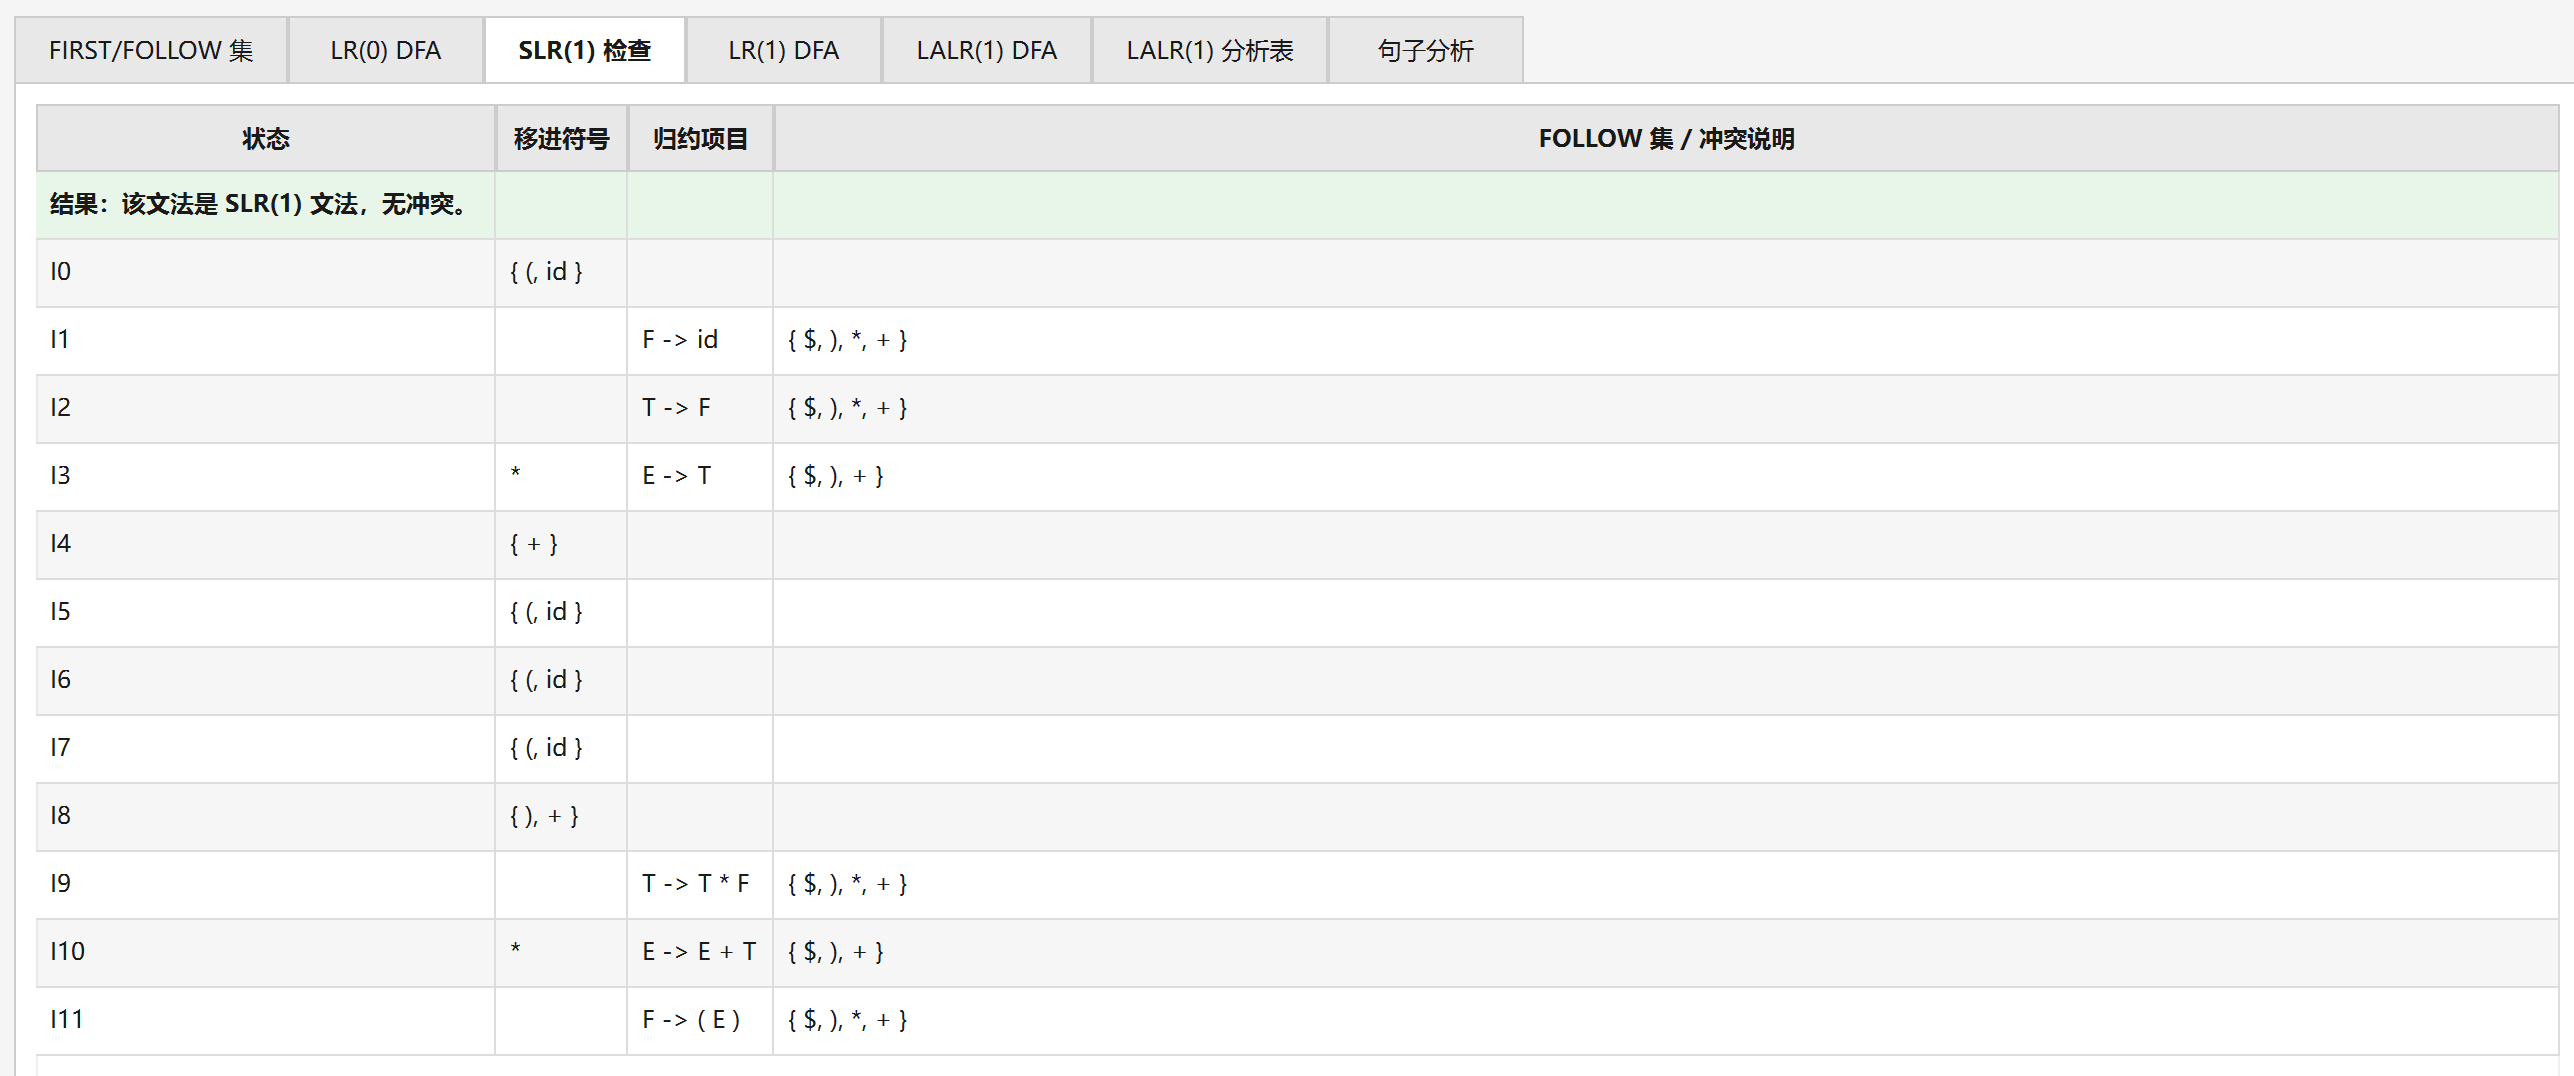 FIRST/FOLLOW 集 LR(0) DFA SLR(1) 检查 LR(1) DFA LALR(1) DFA LALR(1) 分析表 句子分析
状态 移进符号 归约项目 FOLLOW 集 / 冲突说明
结果：该文法是 SLR(1) 文法，无冲突。
I0 { (, id }
I1 F -> id { $, ), *, + }
I2 T -> F { $, ), *, + }
I3 * E -> T { $, ), + }
I4 { + }
I5 { (, id }
I6 { (, id }
I7 { (, id }
I8 { ), + }
I9 T -> T * F { $, ), *, + }
I10 * E -> E + T { $, ), + }
I11 F -> ( E ) { $, ), *, + }